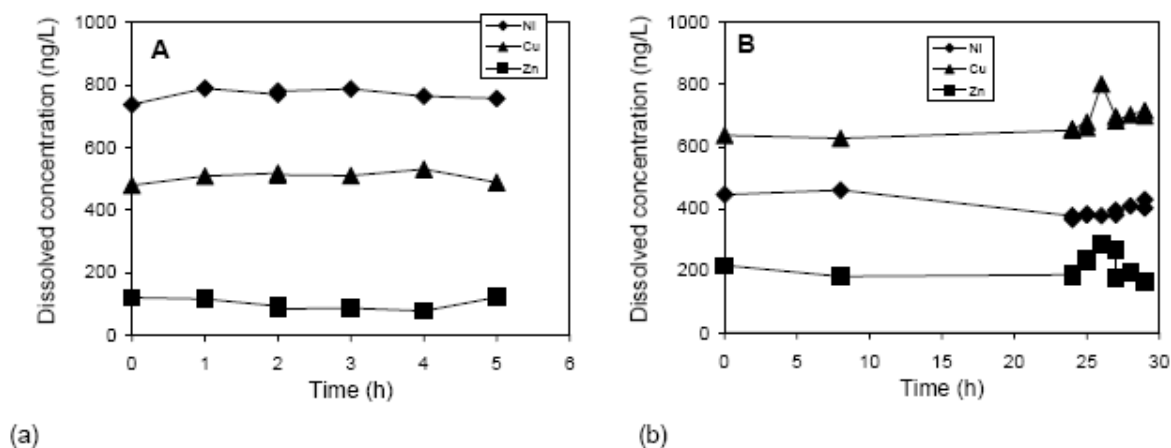 A
Ni
Cu
Zn
Dissolved concentration (ng/L)
1000
800
600
400
200
0
0 1 2 3 4 5 6
Time (h)
(a)
B
Ni
Cu
Zn
Dissolved concentration (ng/L)
1000
800
600
400
200
0
0 5 10 15 20 25 30
Time (h)
(b)